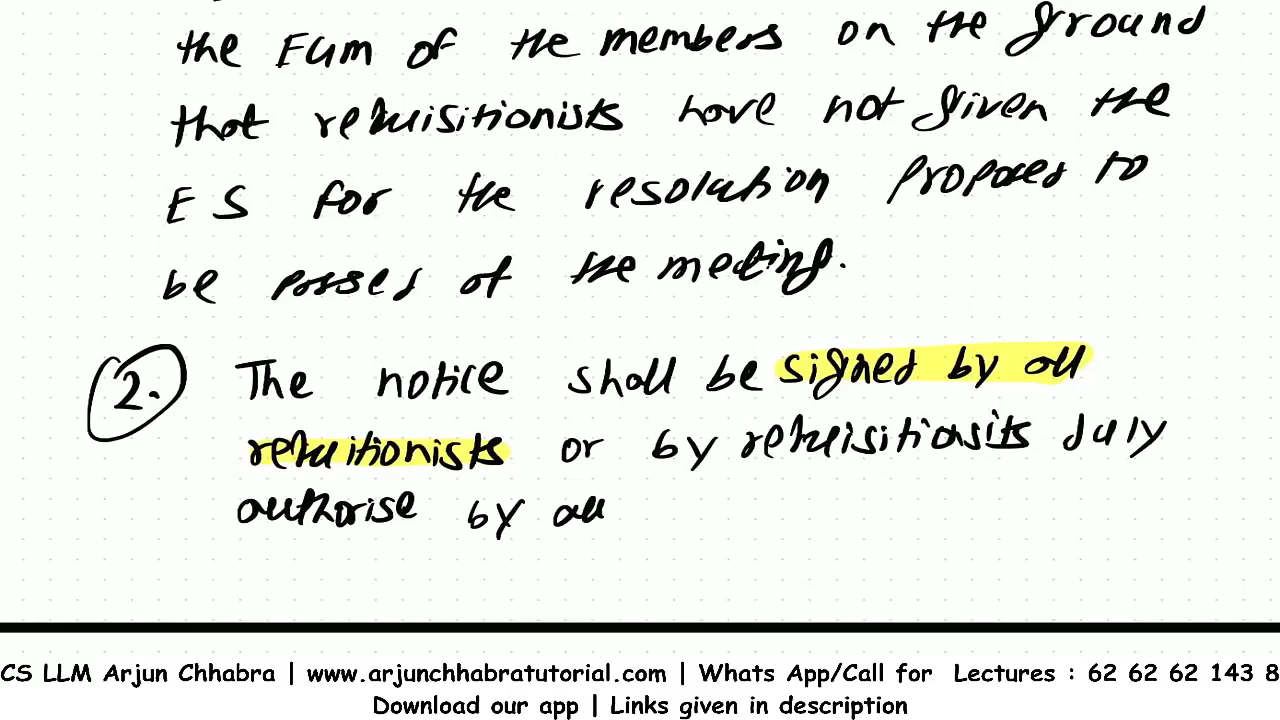 the EGM of the members on the ground
that requisitionists have not given the
ES for the resolution proposed to
be passed at the meeting.
2. The notice shall be signed by all
requitionists or by requisitiosits duly
authorise by all
CS LLM Arjun Chhabra | www.arjunchhabratutorial.com | Whats App/Call for Lectures : 62 62 62 143 8
Download our app | Links given in description